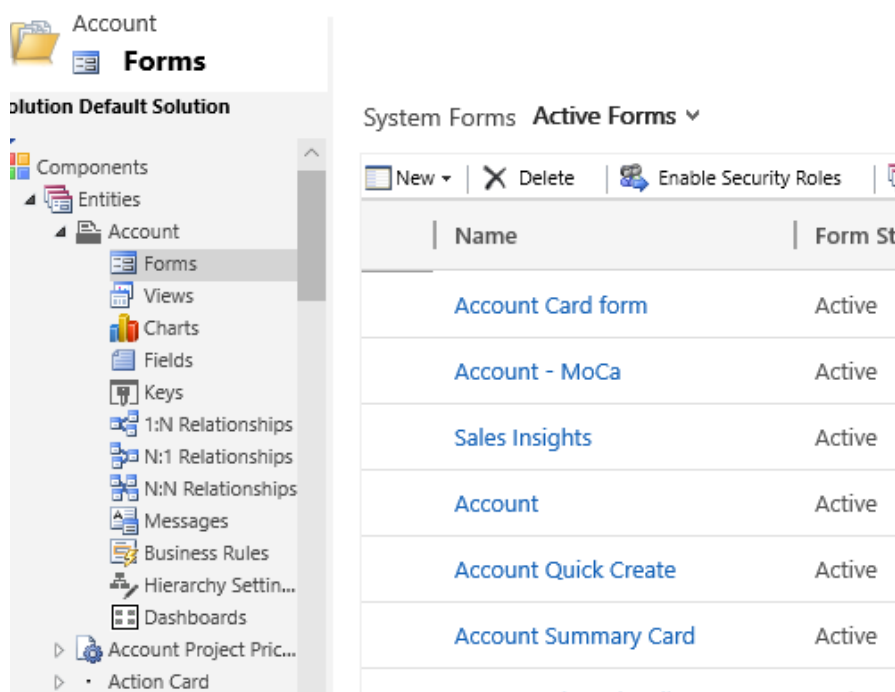 Account
Forms
olution Default Solution
Components
Entities
Account
Forms
Views
Charts
Fields
Keys
1:N Relationships
N:1 Relationships
N:N Relationships
Messages
Business Rules
Hierarchy Settin...
Dashboards
Account Project Pric...
Action Card
System Forms Active Forms
New Delete Enable Security Roles
Name Form St
Account Card form Active
Account - MoCa Active
Sales Insights Active
Account Active
Account Quick Create Active
Account Summary Card Active